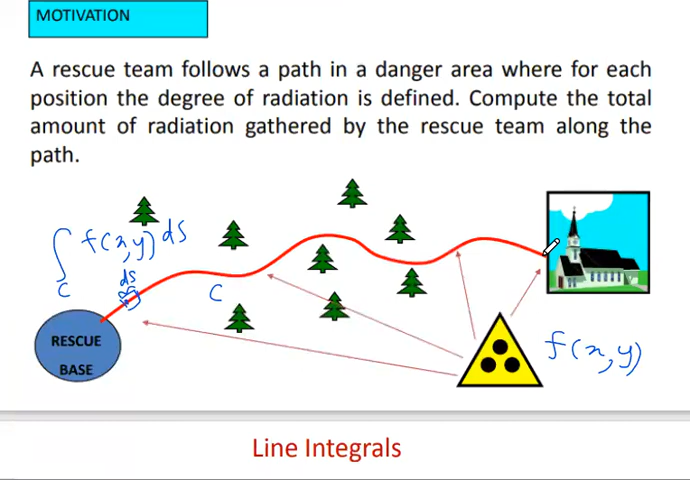 MOTIVATION
A rescue team follows a path in a danger area where for each
position the degree of radiation is defined. Compute the total
amount of radiation gathered by the rescue team along the
path.
∫ f(x,y) ds
C
ds
C
RESCUE
BASE
f(x,y)
Line Integrals